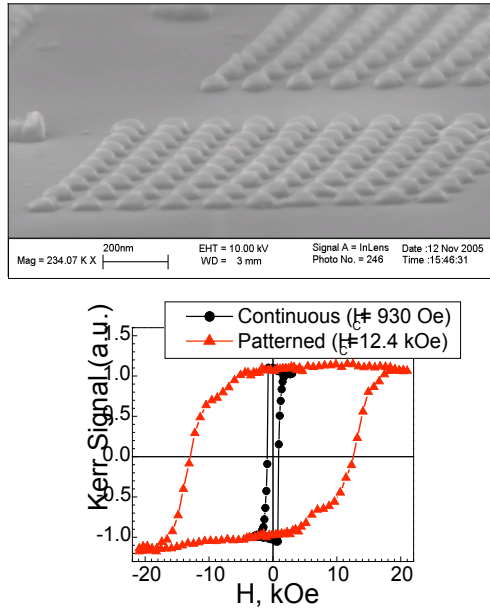 200nm
EHT = 10.00 kV
Signal A = InLens
Date :12 Nov 2005
Mag = 234.07 K X
WD = 3 mm
Photo No. = 246
Time :15:46:31
Continuous (H_C= 930 Oe)
Patterned (H_C=12.4 kOe)
Kerr Signal (a.u.)
1.5
1.0
0.5
0.0
-0.5
-1.0
-20 -10 0 10 20
H, kOe